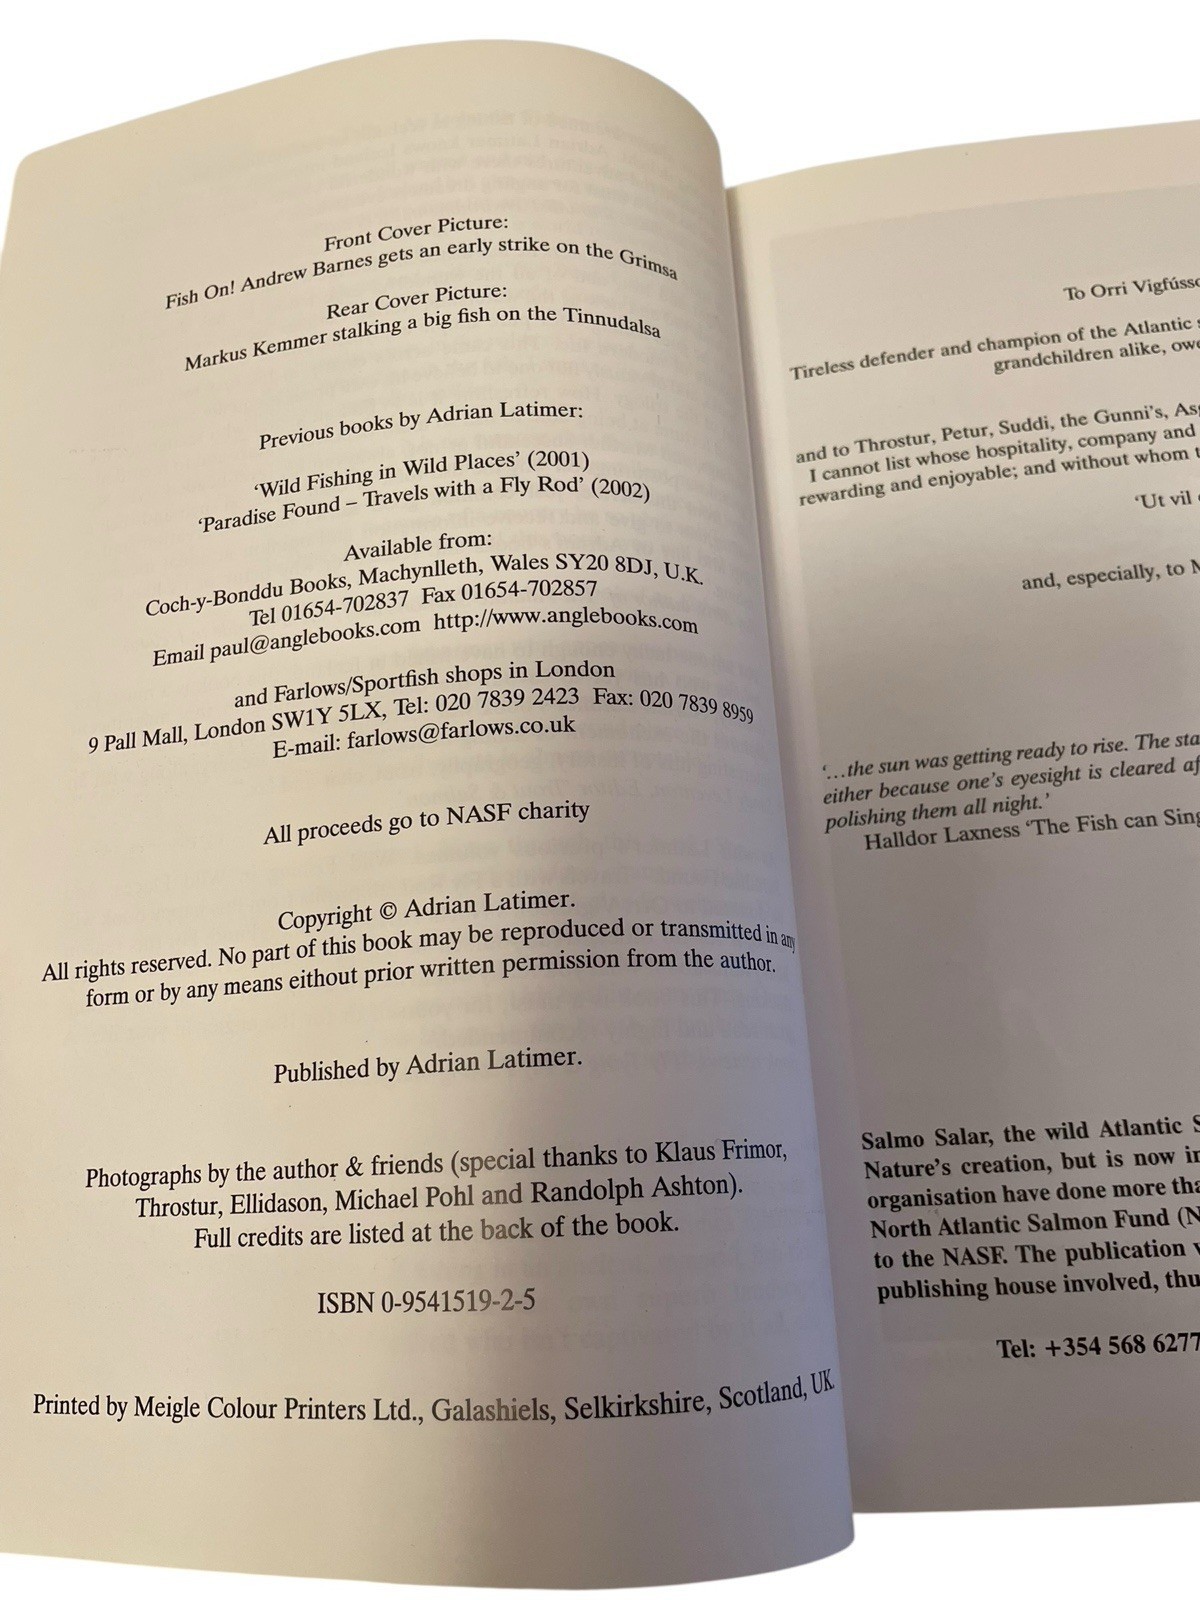 Front Cover Picture:
Fish On! Andrew Barnes gets an early strike on the Grimsa
Rear Cover Picture:
Markus Kemmer stalking a big fish on the Tinnudalsa
Previous books by Adrian Latimer:
‘Wild Fishing in Wild Places’ (2001)
‘Paradise Found – Travels with a Fly Rod’ (2002)
Available from:
Coch-y-Bonddu Books, Machynlleth, Wales SY20 8DJ, U.K.
Tel 01654-702837 Fax 01654-702857
Email paul@anglebooks.com http://www.anglebooks.com
and Farlows/Sportfish shops in London
9 Pall Mall, London SW1Y 5LX, Tel: 020 7839 2423 Fax: 020 7839 8959
E-mail: farlows@farlows.co.uk
All proceeds go to NASF charity
Copyright © Adrian Latimer.
All rights reserved. No part of this book may be reproduced or transmitted in any
form or by any means eithout prior written permission from the author.
Published by Adrian Latimer.
Photographs by the author & friends (special thanks to Klaus Frimor,
Throstur, Ellidason, Michael Pohl and Randolph Ashton).
Full credits are listed at the back of the book.
ISBN 0-9541519-2-5
Printed by Meigle Colour Printers Ltd., Galashiels, Selkirkshire, Scotland, UK
To Orri Vigfúss
Tireless defender and champion of the Atlantic
grandchildren alike, owe
and to Throstur, Petur, Suddi, the Gunni’s,
I cannot list whose hospitality, company and
rewarding and enjoyable; and without whom
‘Ut vil
and, especially, to
‘…the sun was getting ready to rise. The sta
either because one’s eyesight is cleared
polishing them all night.’
Halldor Laxness ‘The Fish can Sing
Salmo Salar, the wild Atlantic
Nature’s creation, but is now
organisation have done more tha
North Atlantic Salmon Fund (N
to the NASF. The publication
publishing house involved, thu
Tel: +354 568 6277